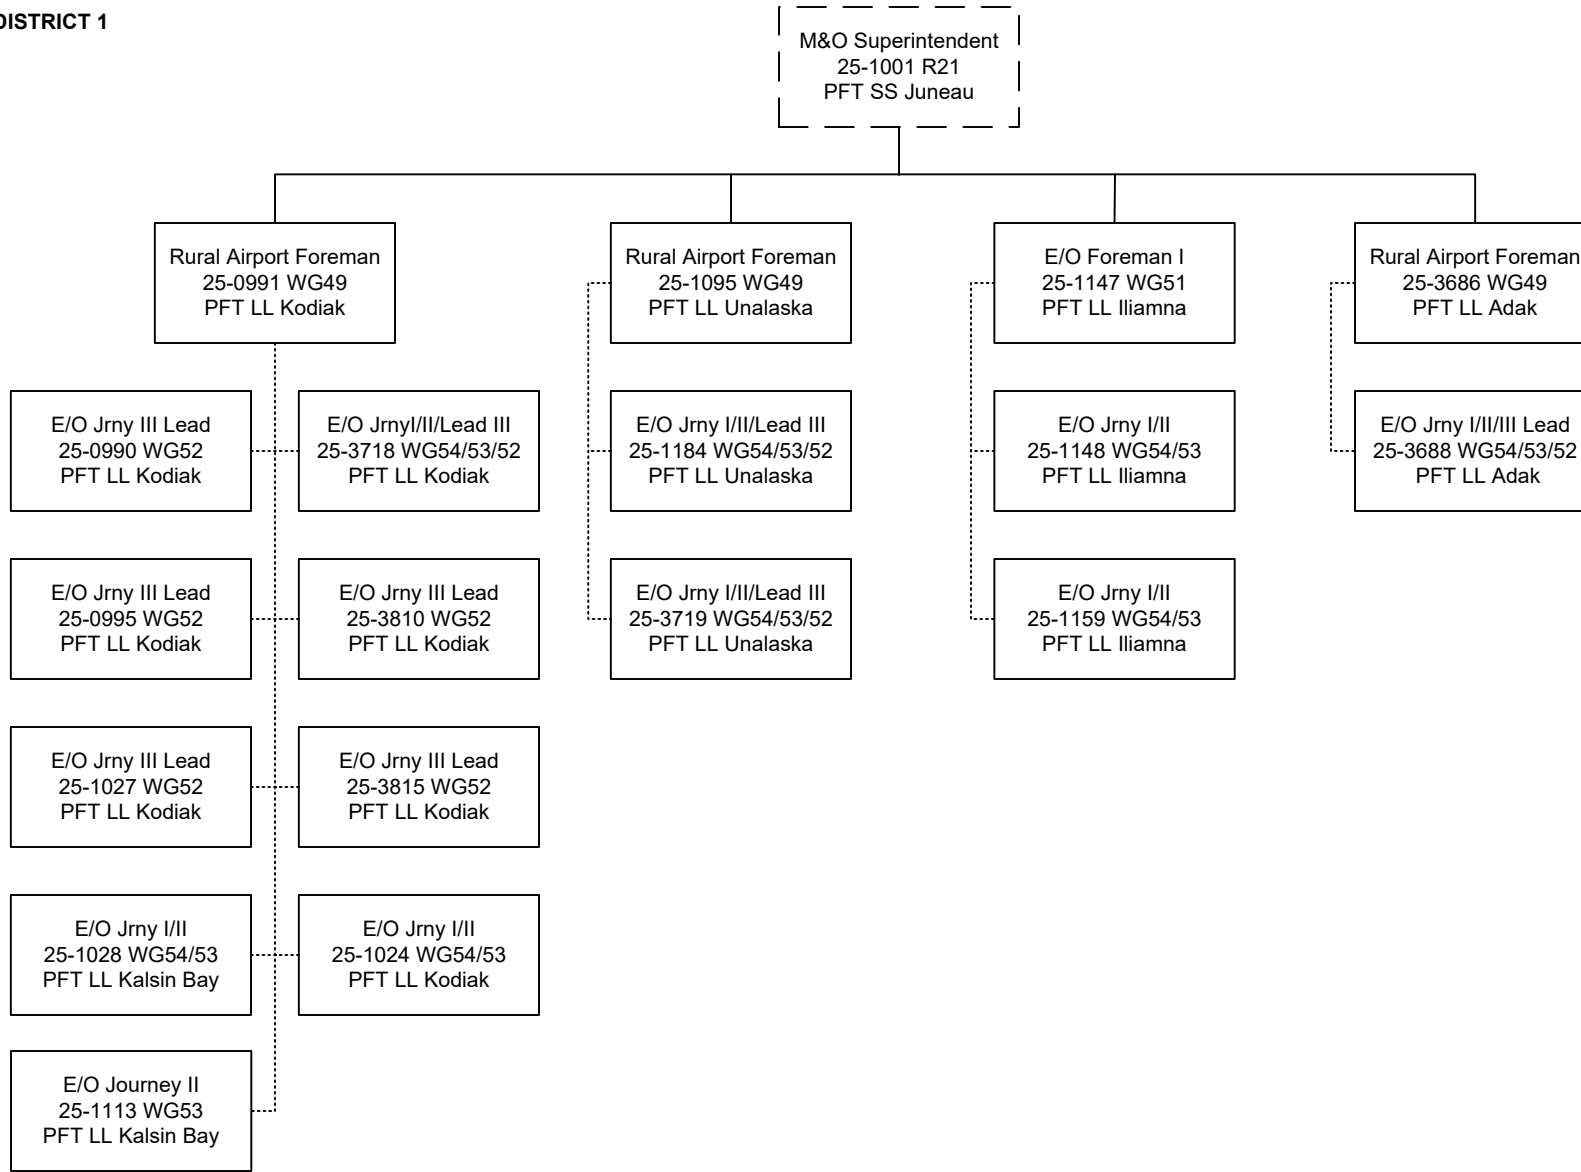 DISTRICT 1
M&O Superintendent
25-1001 R21
PFT SS Juneau
Rural Airport Foreman
25-0991 WG49
PFT LL Kodiak
Rural Airport Foreman
25-1095 WG49
PFT LL Unalaska
E/O Foreman I
25-1147 WG51
PFT LL Iliamna
Rural Airport Foreman
25-3686 WG49
PFT LL Adak
E/O Jrny III Lead
25-0990 WG52
PFT LL Kodiak
E/O JrnyI/II/Lead III
25-3718 WG54/53/52
PFT LL Kodiak
E/O Jrny I/II/Lead III
25-1184 WG54/53/52
PFT LL Unalaska
E/O Jrny I/II
25-1148 WG54/53
PFT LL Iliamna
E/O Jrny I/II/III Lead
25-3688 WG54/53/52
PFT LL Adak
E/O Jrny III Lead
25-0995 WG52
PFT LL Kodiak
E/O Jrny III Lead
25-3810 WG52
PFT LL Kodiak
E/O Jrny I/II/Lead III
25-3719 WG54/53/52
PFT LL Unalaska
E/O Jrny I/II
25-1159 WG54/53
PFT LL Iliamna
E/O Jrny III Lead
25-1027 WG52
PFT LL Kodiak
E/O Jrny III Lead
25-3815 WG52
PFT LL Kodiak
E/O Jrny I/II
25-1028 WG54/53
PFT LL Kalsin Bay
E/O Jrny I/II
25-1024 WG54/53
PFT LL Kodiak
E/O Journey II
25-1113 WG53
PFT LL Kalsin Bay